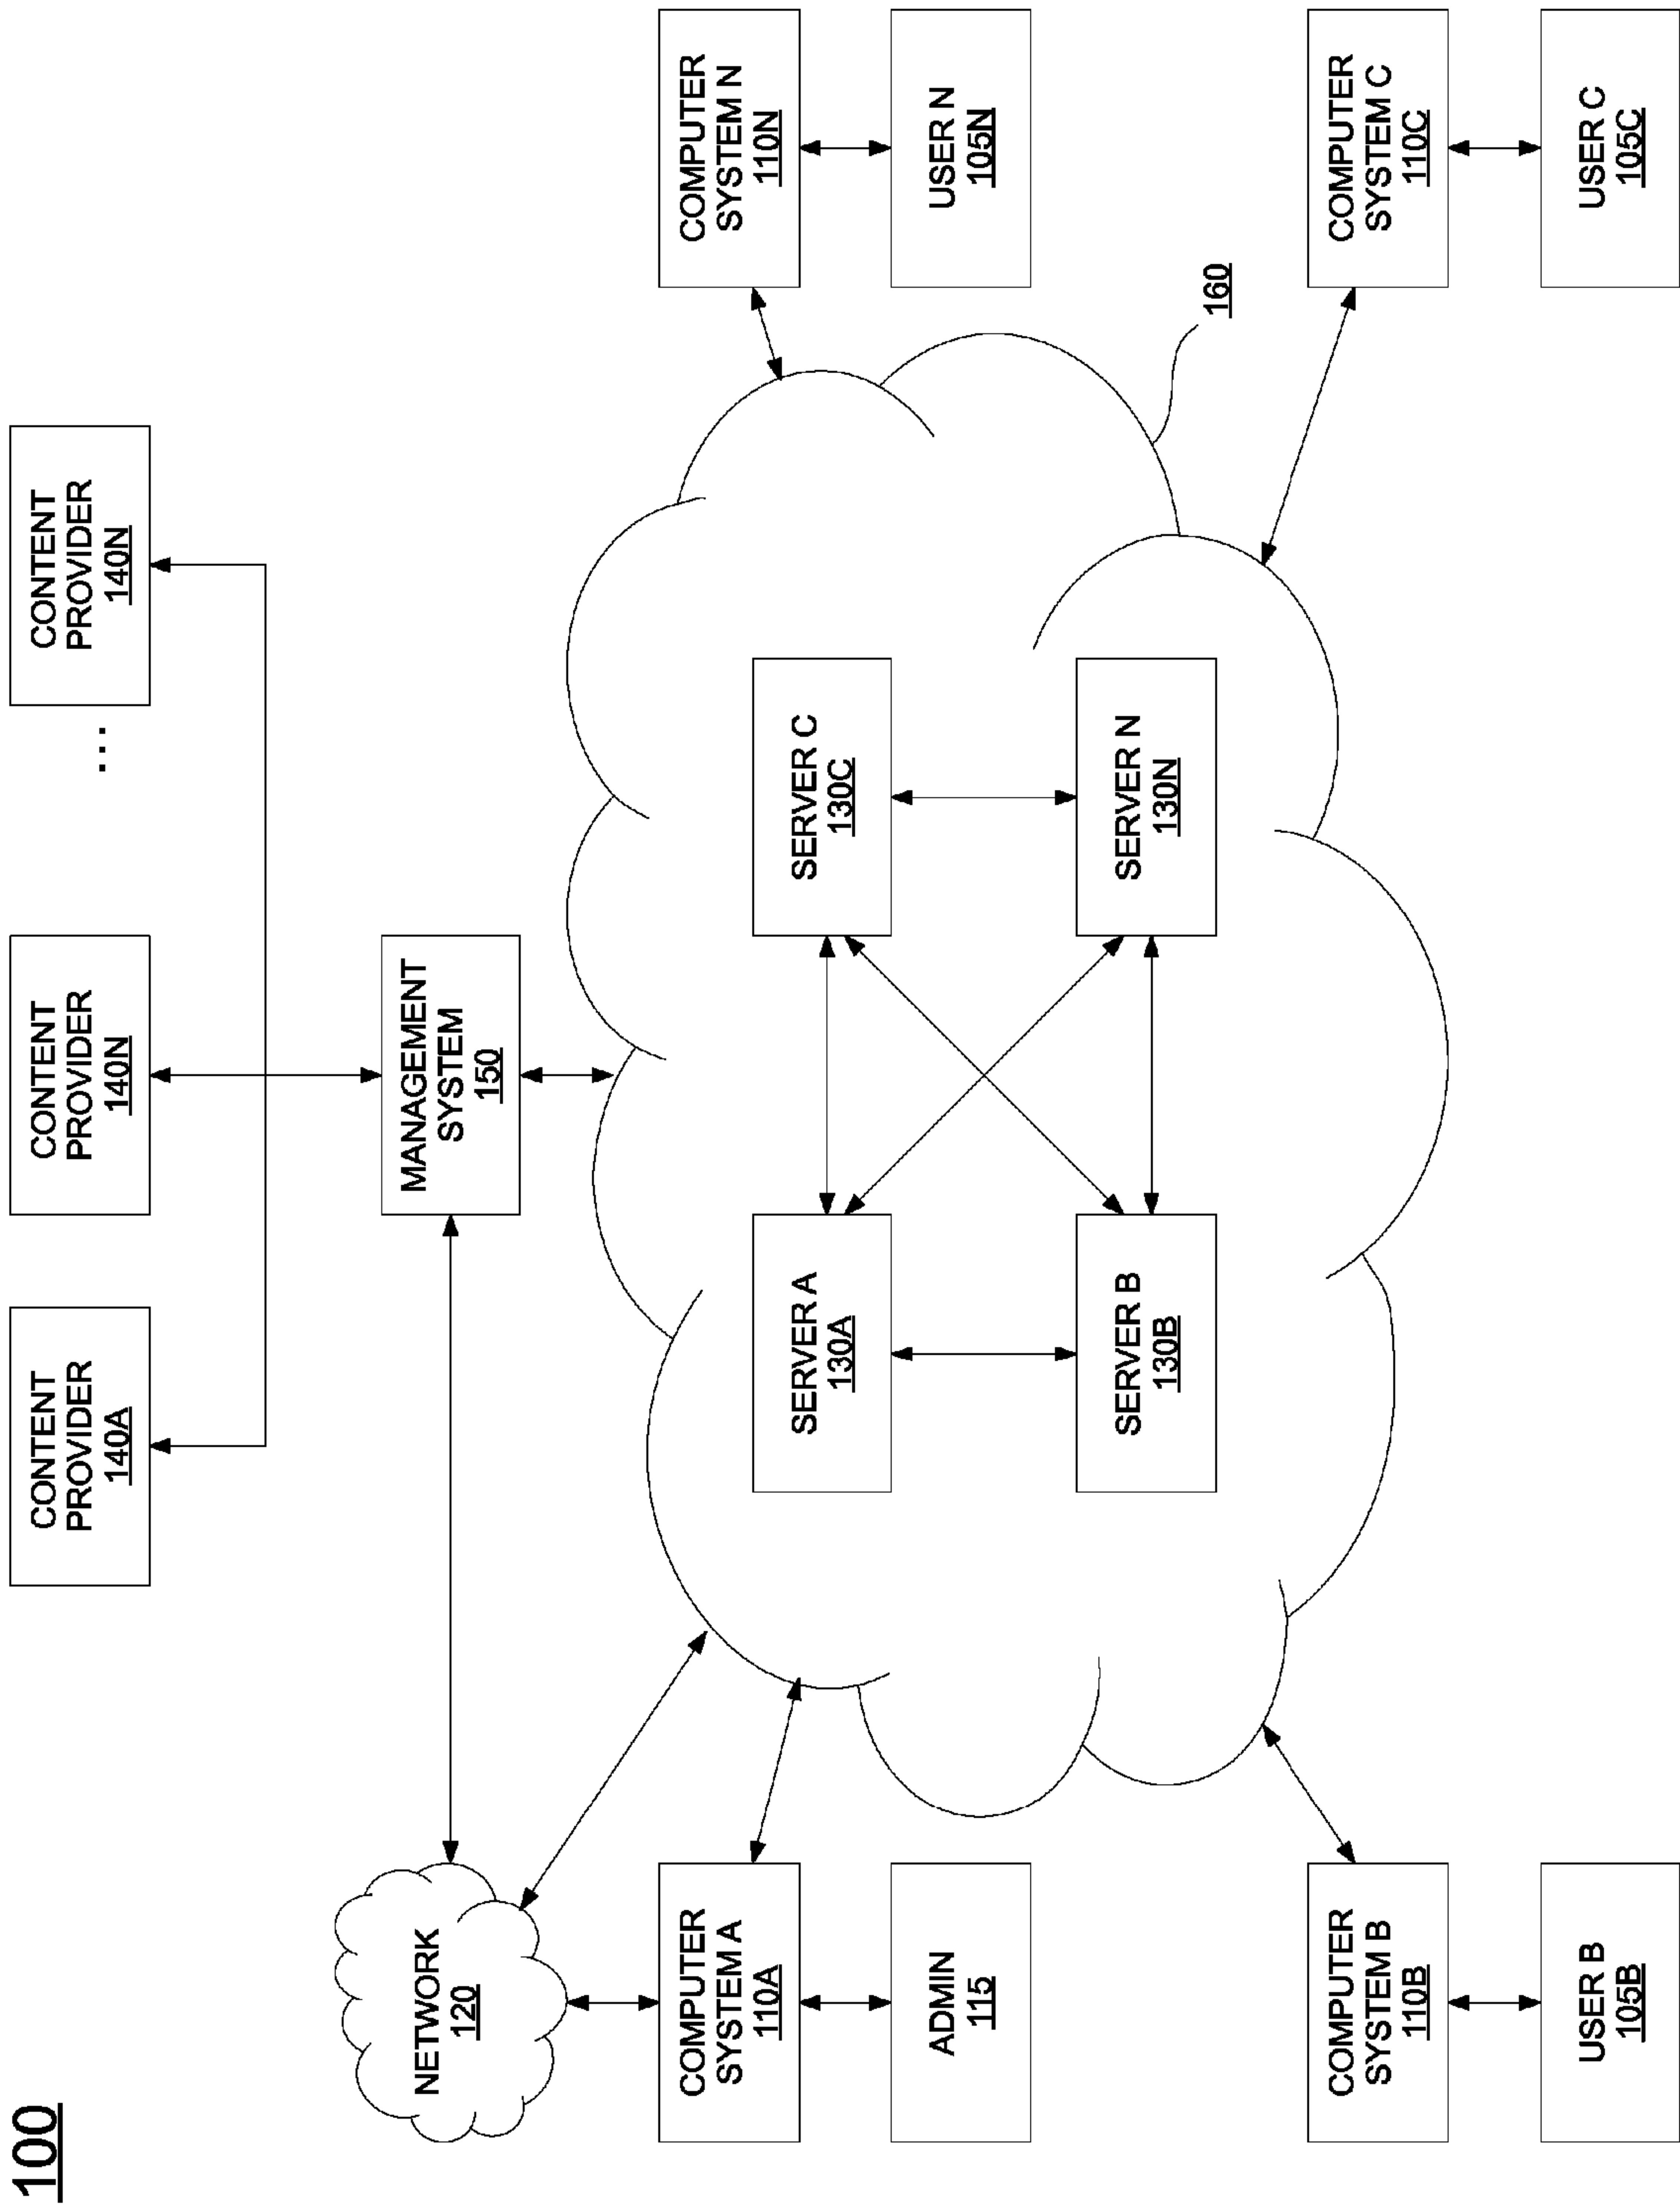 100
CONTENT
PROVIDER
140A
CONTENT
PROVIDER
140N
...
CONTENT
PROVIDER
140N
NETWORK
120
MANAGEMENT
SYSTEM
150
COMPUTER
SYSTEM A
110A
ADMIN
115
SERVER A
130A
SERVER C
130C
COMPUTER
SYSTEM N
110N
USER N
105N
SERVER B
130B
SERVER N
130N
160
COMPUTER
SYSTEM B
110B
USER B
105B
COMPUTER
SYSTEM C
110C
USER C
105C